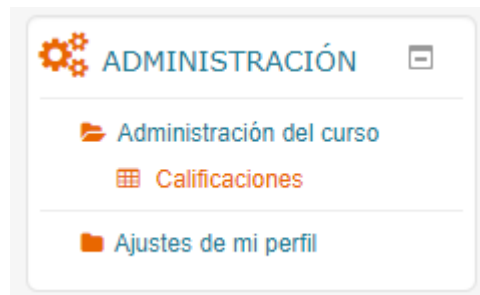 ADMINISTRACIÓN
Administración del curso
Calificaciones
Ajustes de mi perfil